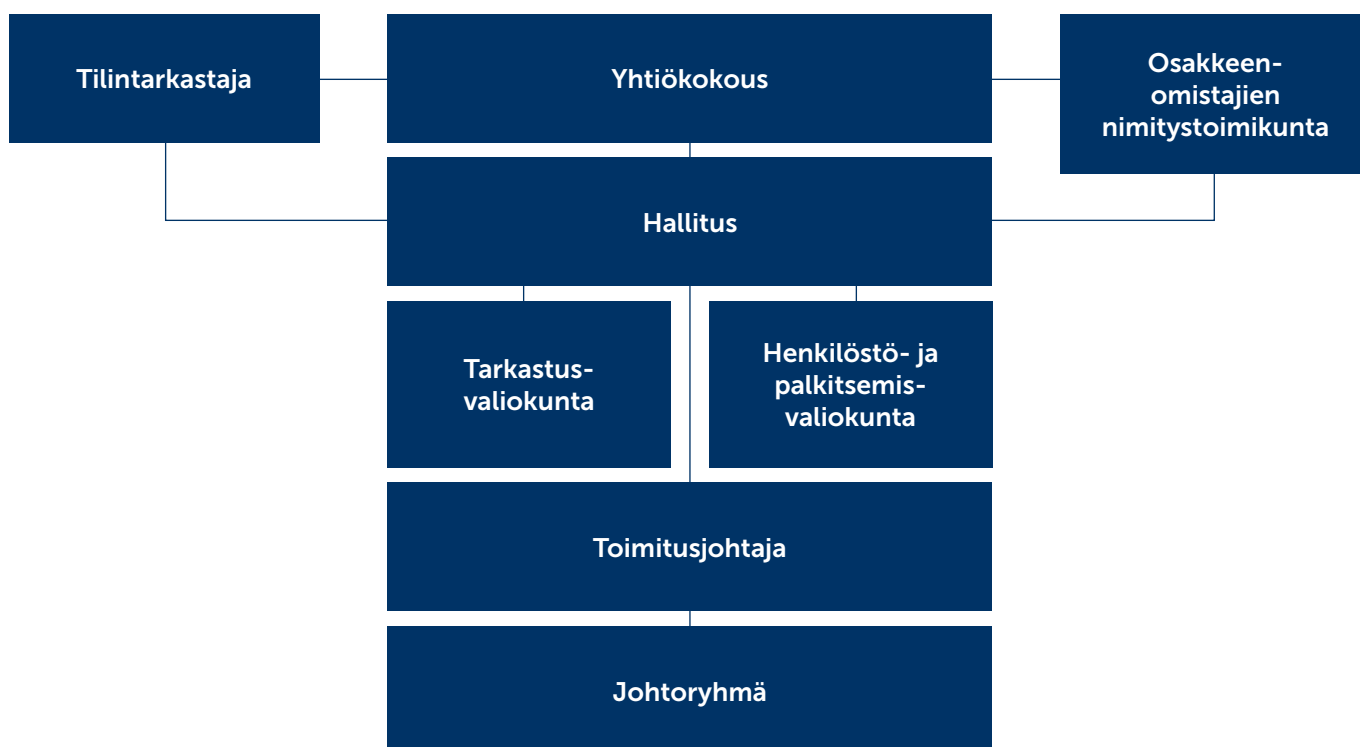 Tilintarkastaja
Yhtiökokous
Osakkeen-
omistajien
nimitystoimikunta
Hallitus
Tarkastus-
valiokunta
Henkilöstö- ja
palkitsemis-
valiokunta
Toimitusjohtaja
Johtoryhmä